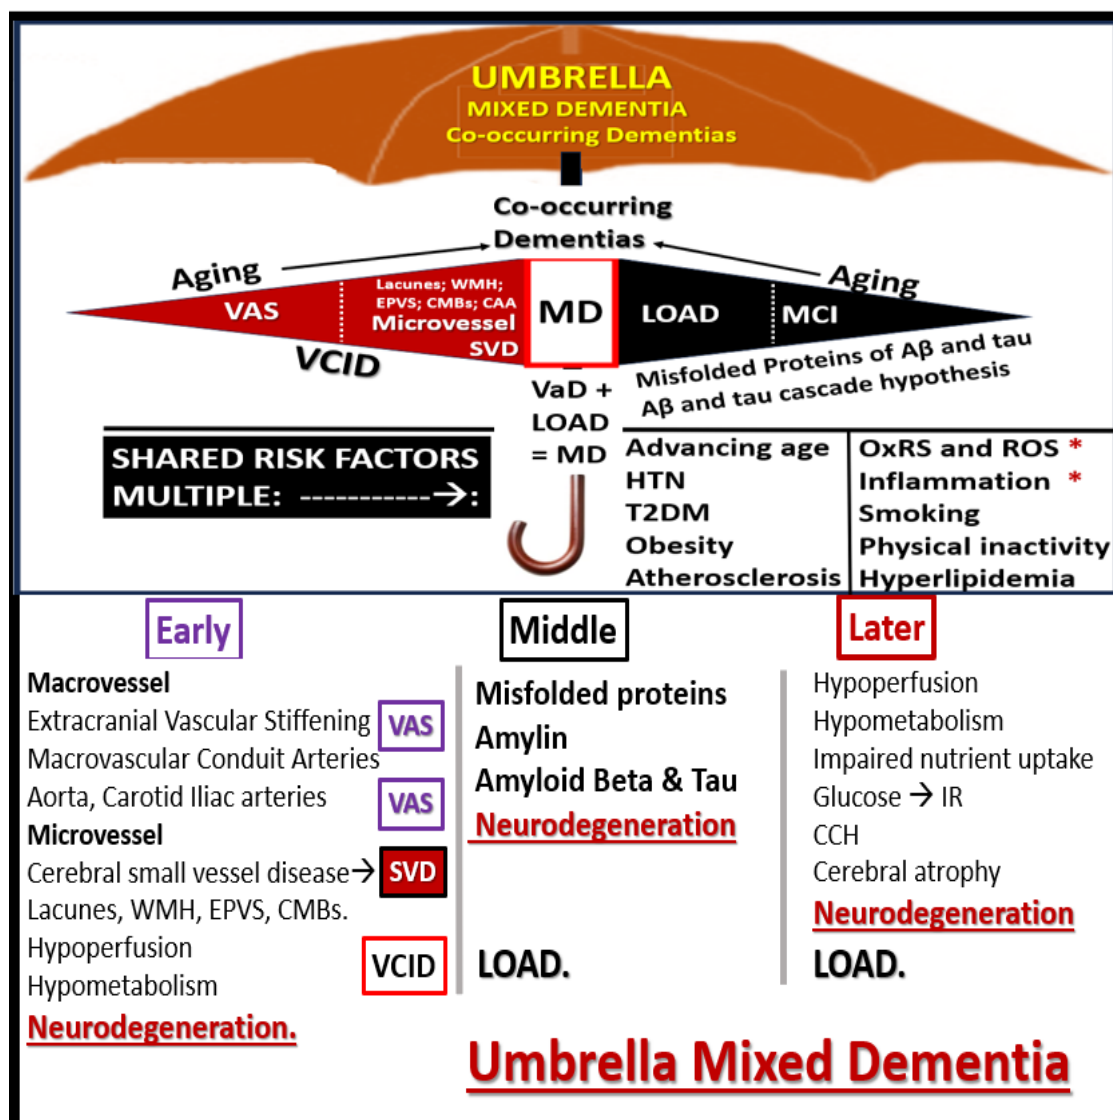 UMBRELLA
MIXED DEMENTIA
Co-occurring Dementias
Co-occurring
Dementias
Aging
Aging
VAS
Lacunes; WMH;
EPVS; CMBs; CAA
Microvessel
SVD
MD
LOAD
MCI
VCID
Misfolded Proteins of Aβ and tau
Aβ and tau cascade hypothesis
VaD +
LOAD
= MD
SHARED RISK FACTORS
MULTIPLE: -----------→:
Advancing age
HTN
T2DM
Obesity
Atherosclerosis
OxRS and ROS *
Inflammation *
Smoking
Physical inactivity
Hyperlipidemia
Early
Macrovessel
Extracranial Vascular Stiffening VAS
Macrovascular Conduit Arteries
Aorta, Carotid Iliac arteries VAS
Microvessel
Cerebral small vessel disease→ SVD
Lacunes, WMH, EPVS, CMBs.
Hypoperfusion
VCID
Hypometabolism
Neurodegeneration.
Middle
Misfolded proteins
Amylin
Amyloid Beta & Tau
Neurodegeneration
LOAD.
Later
Hypoperfusion
Hypometabolism
Impaired nutrient uptake
Glucose → IR
CCH
Cerebral atrophy
Neurodegeneration
LOAD.
Umbrella Mixed Dementia